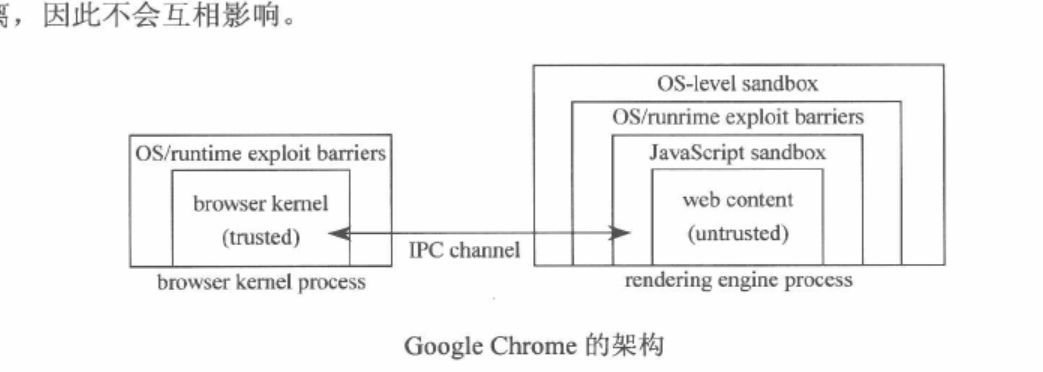 离，因此不会互相影响。
OS-level sandbox
OS/runrime exploit barriers
OS/runtime exploit barriers
JavaScript sandbox
browser kernel
(trusted)
web content
(untrusted)
IPC channel
browser kernel process
rendering engine process
Google Chrome 的架构